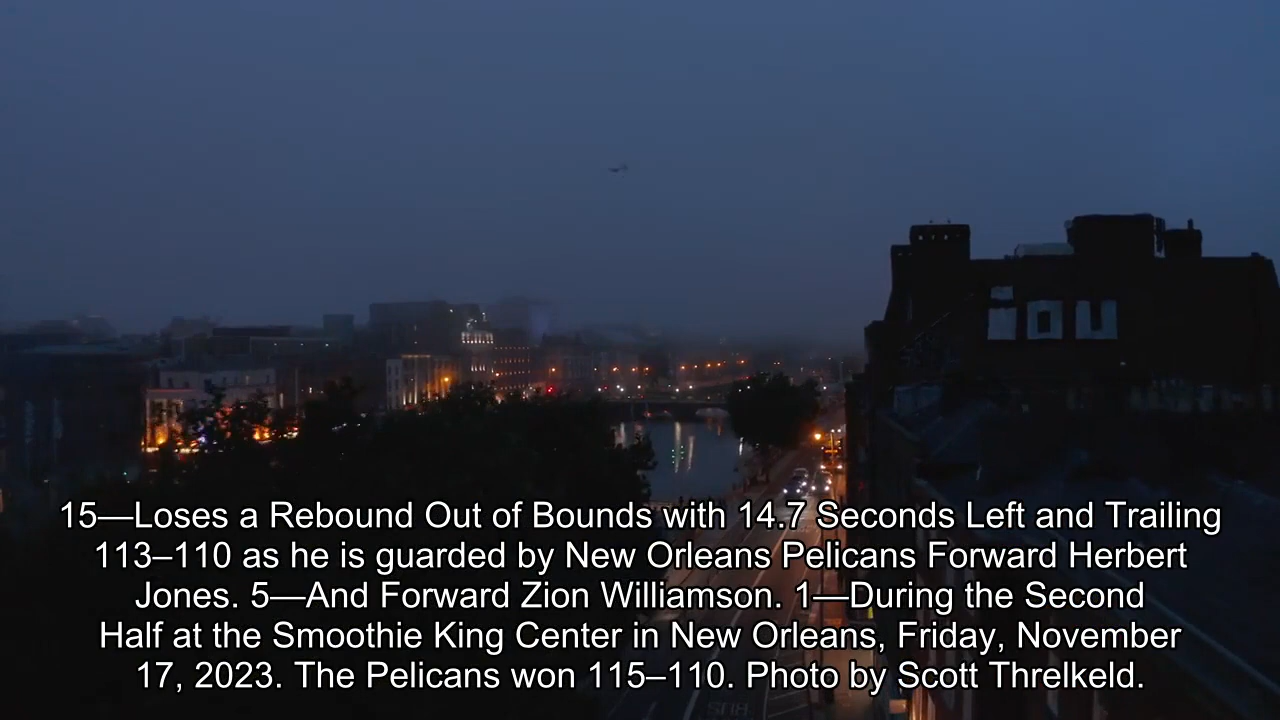 15—Loses a Rebound Out of Bounds with 14.7 Seconds Left and Trailing
113–110 as he is guarded by New Orleans Pelicans Forward Herbert
Jones. 5—And Forward Zion Williamson. 1—During the Second
Half at the Smoothie King Center in New Orleans, Friday, November
17, 2023. The Pelicans won 115–110. Photo by Scott Threlkeld.
BUS